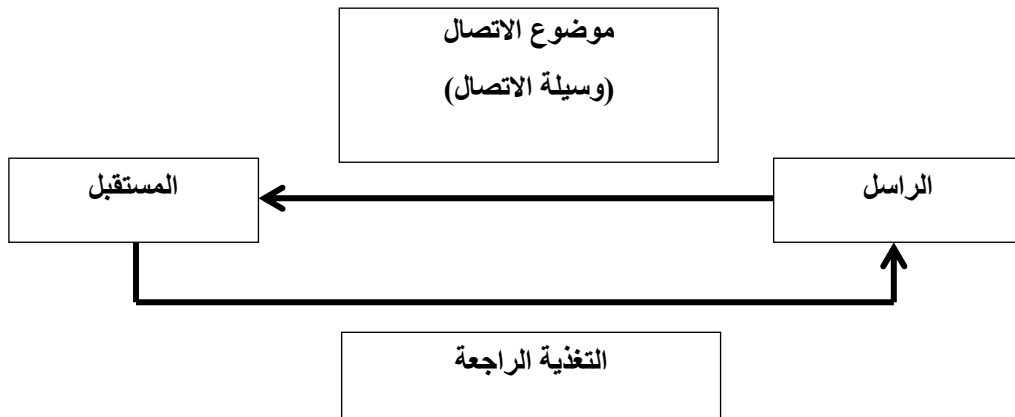 موضوع الاتصال
(وسيلة الاتصال)
الراسل
المستقبل
التغذية الراجعة